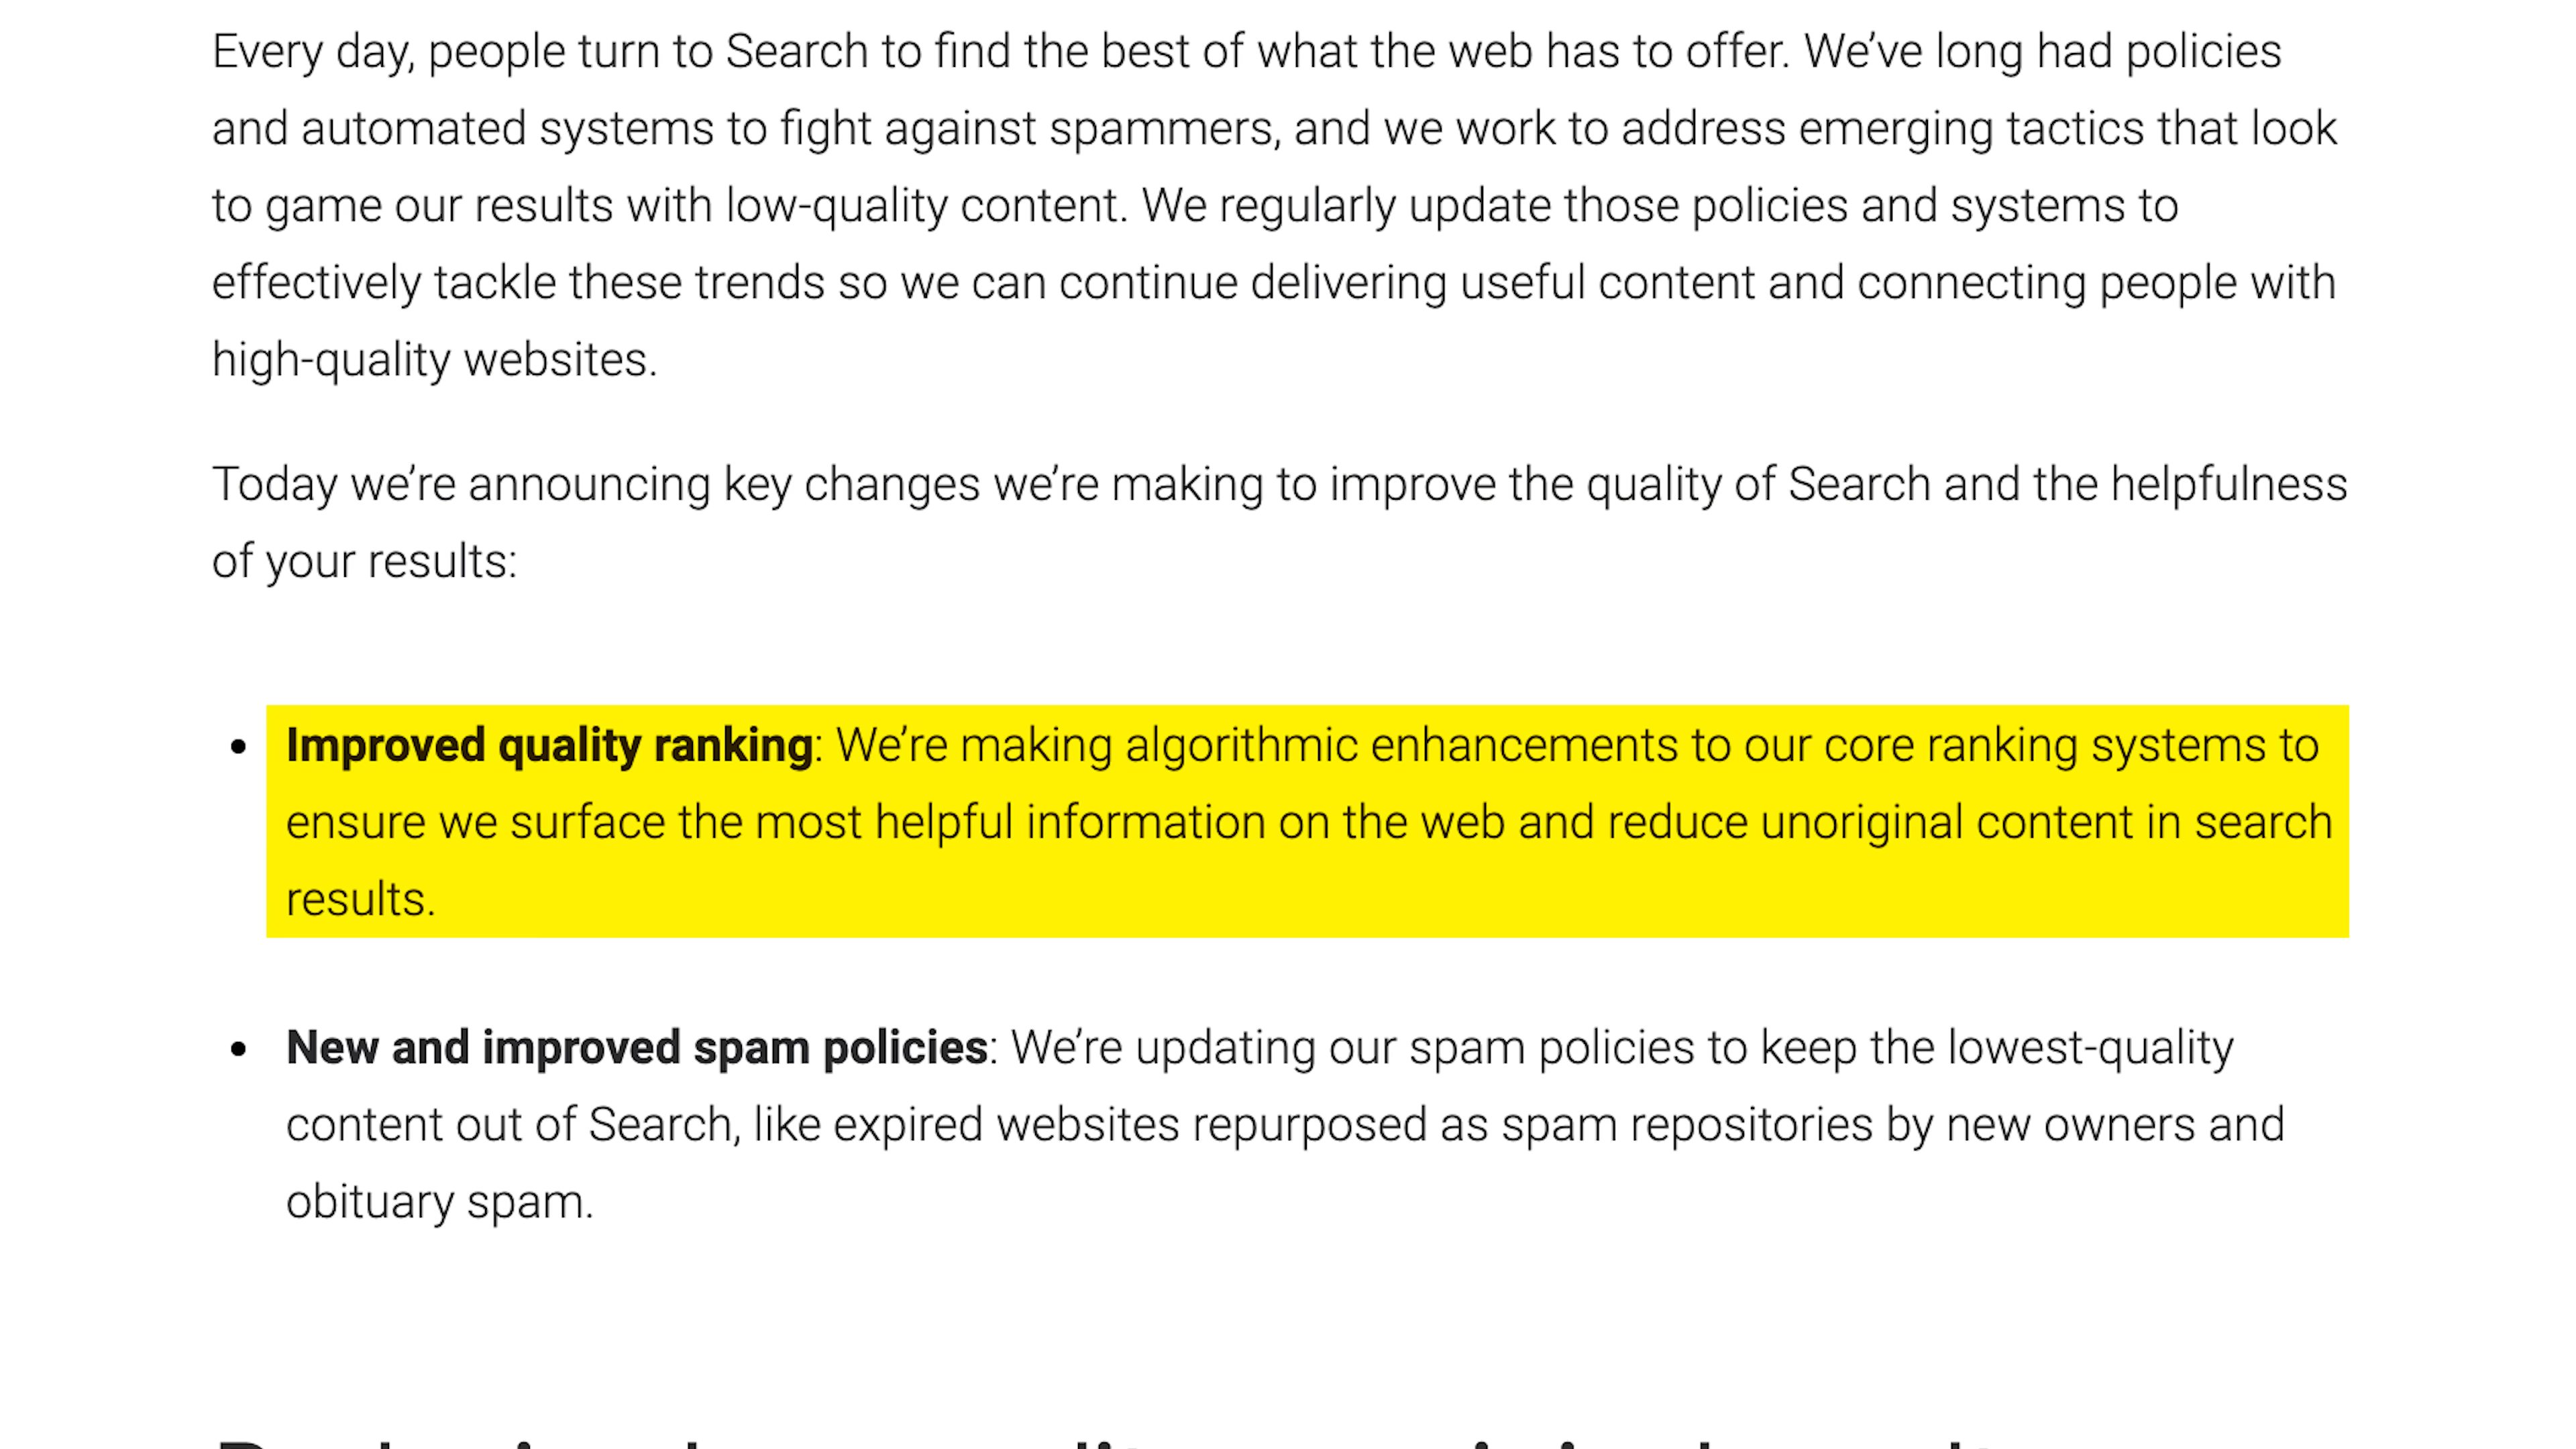 Every day, people turn to Search to find the best of what the web has to offer. We’ve long had policies
and automated systems to fight against spammers, and we work to address emerging tactics that look
to game our results with low-quality content. We regularly update those policies and systems to
effectively tackle these trends so we can continue delivering useful content and connecting people with
high-quality websites.
Today we’re announcing key changes we’re making to improve the quality of Search and the helpfulness
of your results:
• Improved quality ranking: We’re making algorithmic enhancements to our core ranking systems to
ensure we surface the most helpful information on the web and reduce unoriginal content in search
results.
• New and improved spam policies: We’re updating our spam policies to keep the lowest-quality
content out of Search, like expired websites repurposed as spam repositories by new owners and
obituary spam.